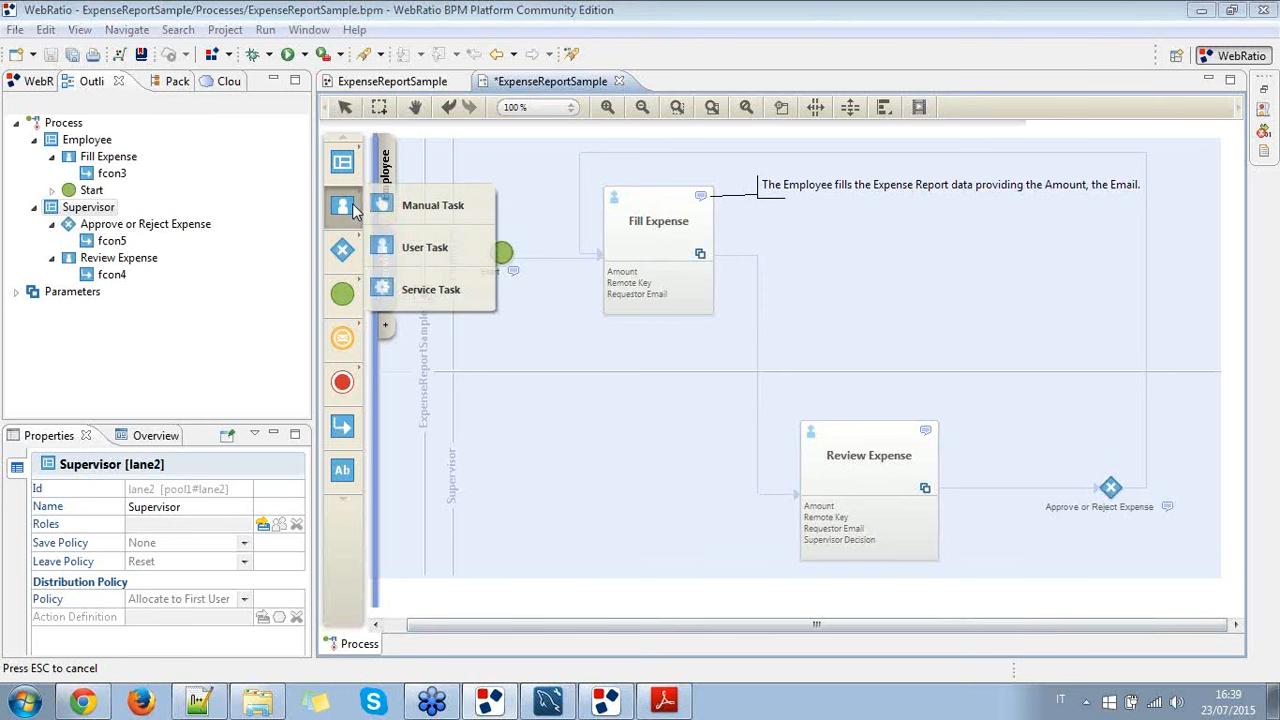 WebRatio - ExpenseReportSample/Processes/ExpenseReportSample.bpm - WebRatio BPM Platform Community Edition
File Edit View Navigate Search Project Run Window Help
WebRatio
WebR Outli Pack Clou
ExpenseReportSample *ExpenseReportSample
100 %
Process
Employee
Fill Expense
fcon3
Start
Supervisor
Approve or Reject Expense
fcon5
Review Expense
fcon4
Parameters
Manual Task
User Task
Service Task
Ab
ExpenseReportSample
Supervisor
Fill Expense
Amount
Remote Key
Requestor Email
The Employee fills the Expense Report data providing the Amount, the Email.
Review Expense
Amount
Remote Key
Requestor Email
Supervisor Decision
Approve or Reject Expense
Process
Properties Overview
Supervisor [lane2]
Id lane2 [pool1#lane2]
Name Supervisor
Roles
Save Policy None
Leave Policy Reset
Distribution Policy
Policy Allocate to First User
Action Definition
Press ESC to cancel
IT
16:39
23/07/2015